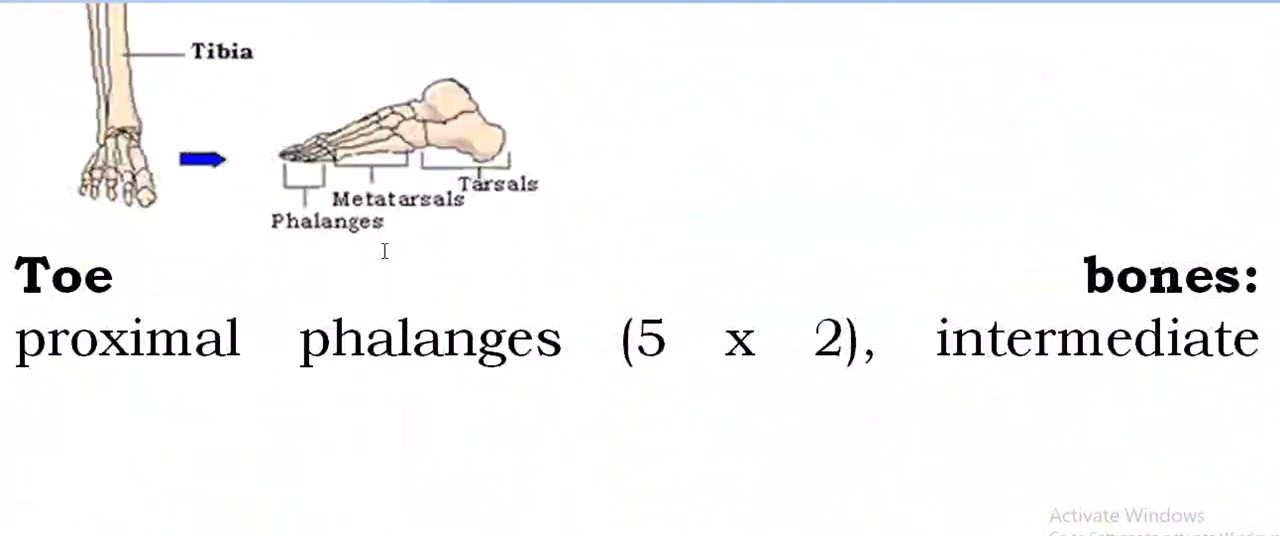 Tibia
Tarsals
Metatarsals
Phalanges
Toe bones:
proximal phalanges (5 x 2), intermediate
Activate Windows